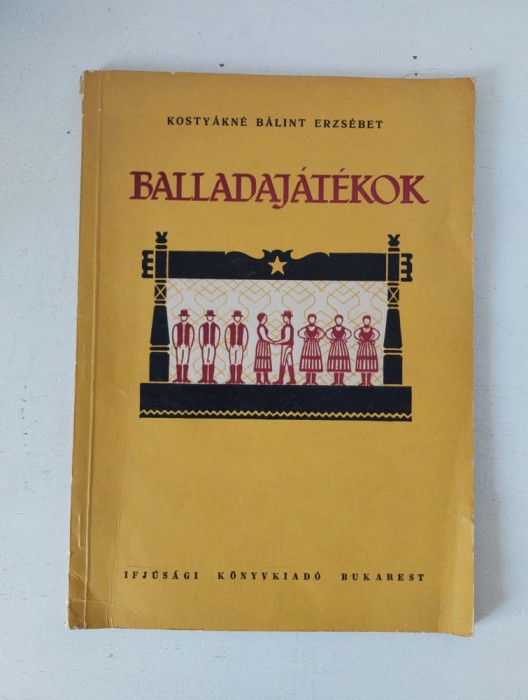 KOSTYÁKNÉ BÁLINT ERZSÉBET
BALLADAJÁTÉKOK
IFJÚSÁGI KÖNYVKIADÓ BUKAREST